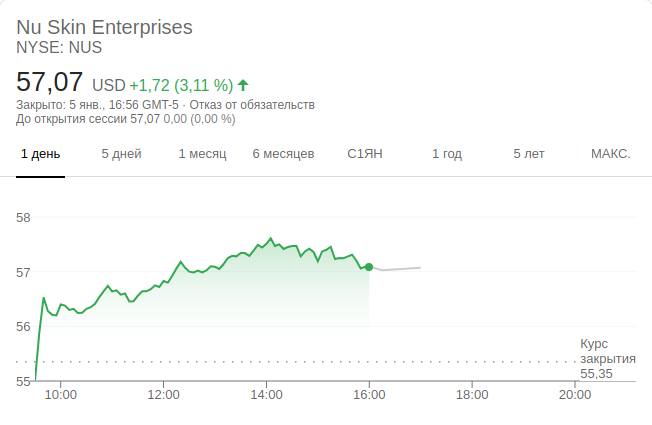 Nu Skin Enterprises
NYSE: NUS
57,07 USD +1,72 (3,11 %)
Закрыто: 5 янв., 16:56 GMT-5 · Отказ от обязательств
До открытия сессии 57,07 0,00 (0,00 %)
1 день 5 дней 1 месяц 6 месяцев С1ЯН 1 год 5 лет МАКС.
58
57
56
Курс
закрытия
55,35
55
10:00 12:00 14:00 16:00 18:00 20:00